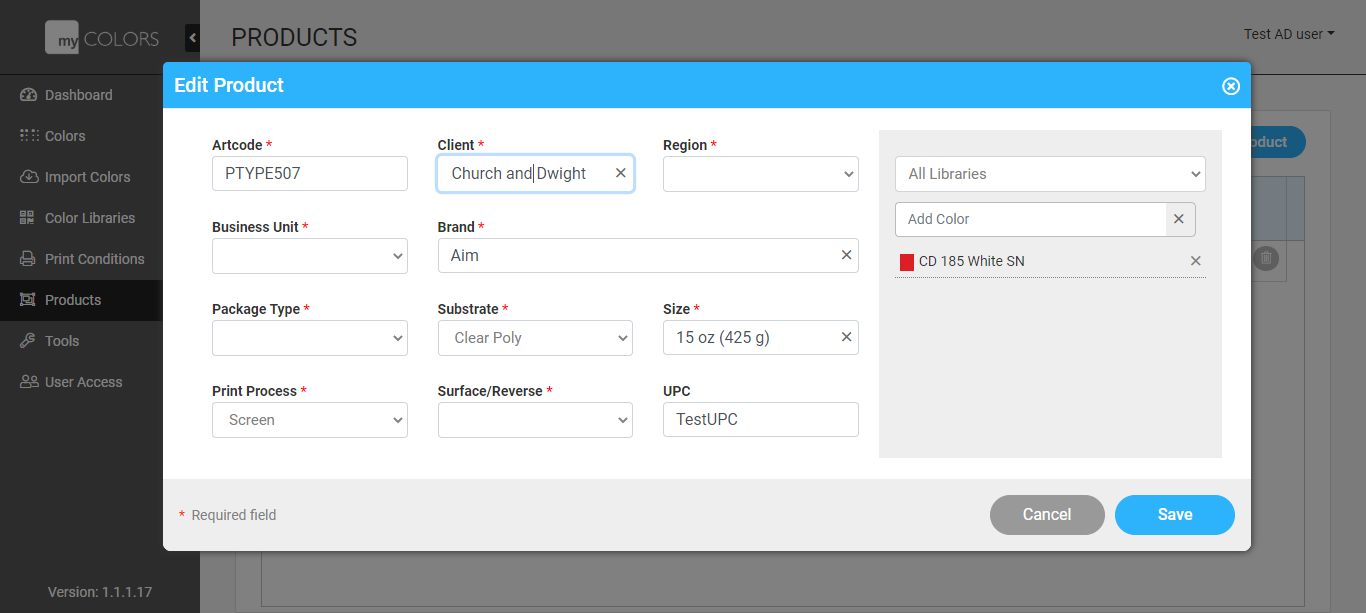 my COLORS
PRODUCTS
Test AD user
Dashboard
Colors
Import Colors
Color Libraries
Print Conditions
Products
Tools
User Access
Version: 1.1.1.17
oduct
Edit Product
Artcode *
PTYPE507
Client *
Church and Dwight
Region *
Business Unit *
Brand *
Aim
Package Type *
Substrate *
Clear Poly
Size *
15 oz (425 g)
Print Process *
Screen
Surface/Reverse *
UPC
TestUPC
All Libraries
Add Color
CD 185 White SN
* Required field
Cancel
Save